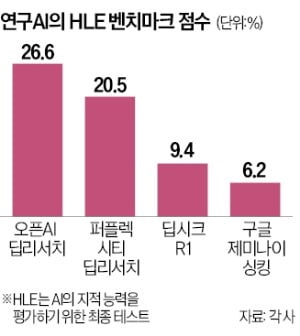 연구AI의 HLE 벤치마크 점수 (단위:%)
26.6
20.5
9.4
6.2
오픈AI
딥리서치
퍼플렉
시티
딥리서치
딥시크
R1
구글
제미나이
싱킹
※HLE는 AI의 지적 능력을
평가하기 위한 최종 테스트
자료: 각사